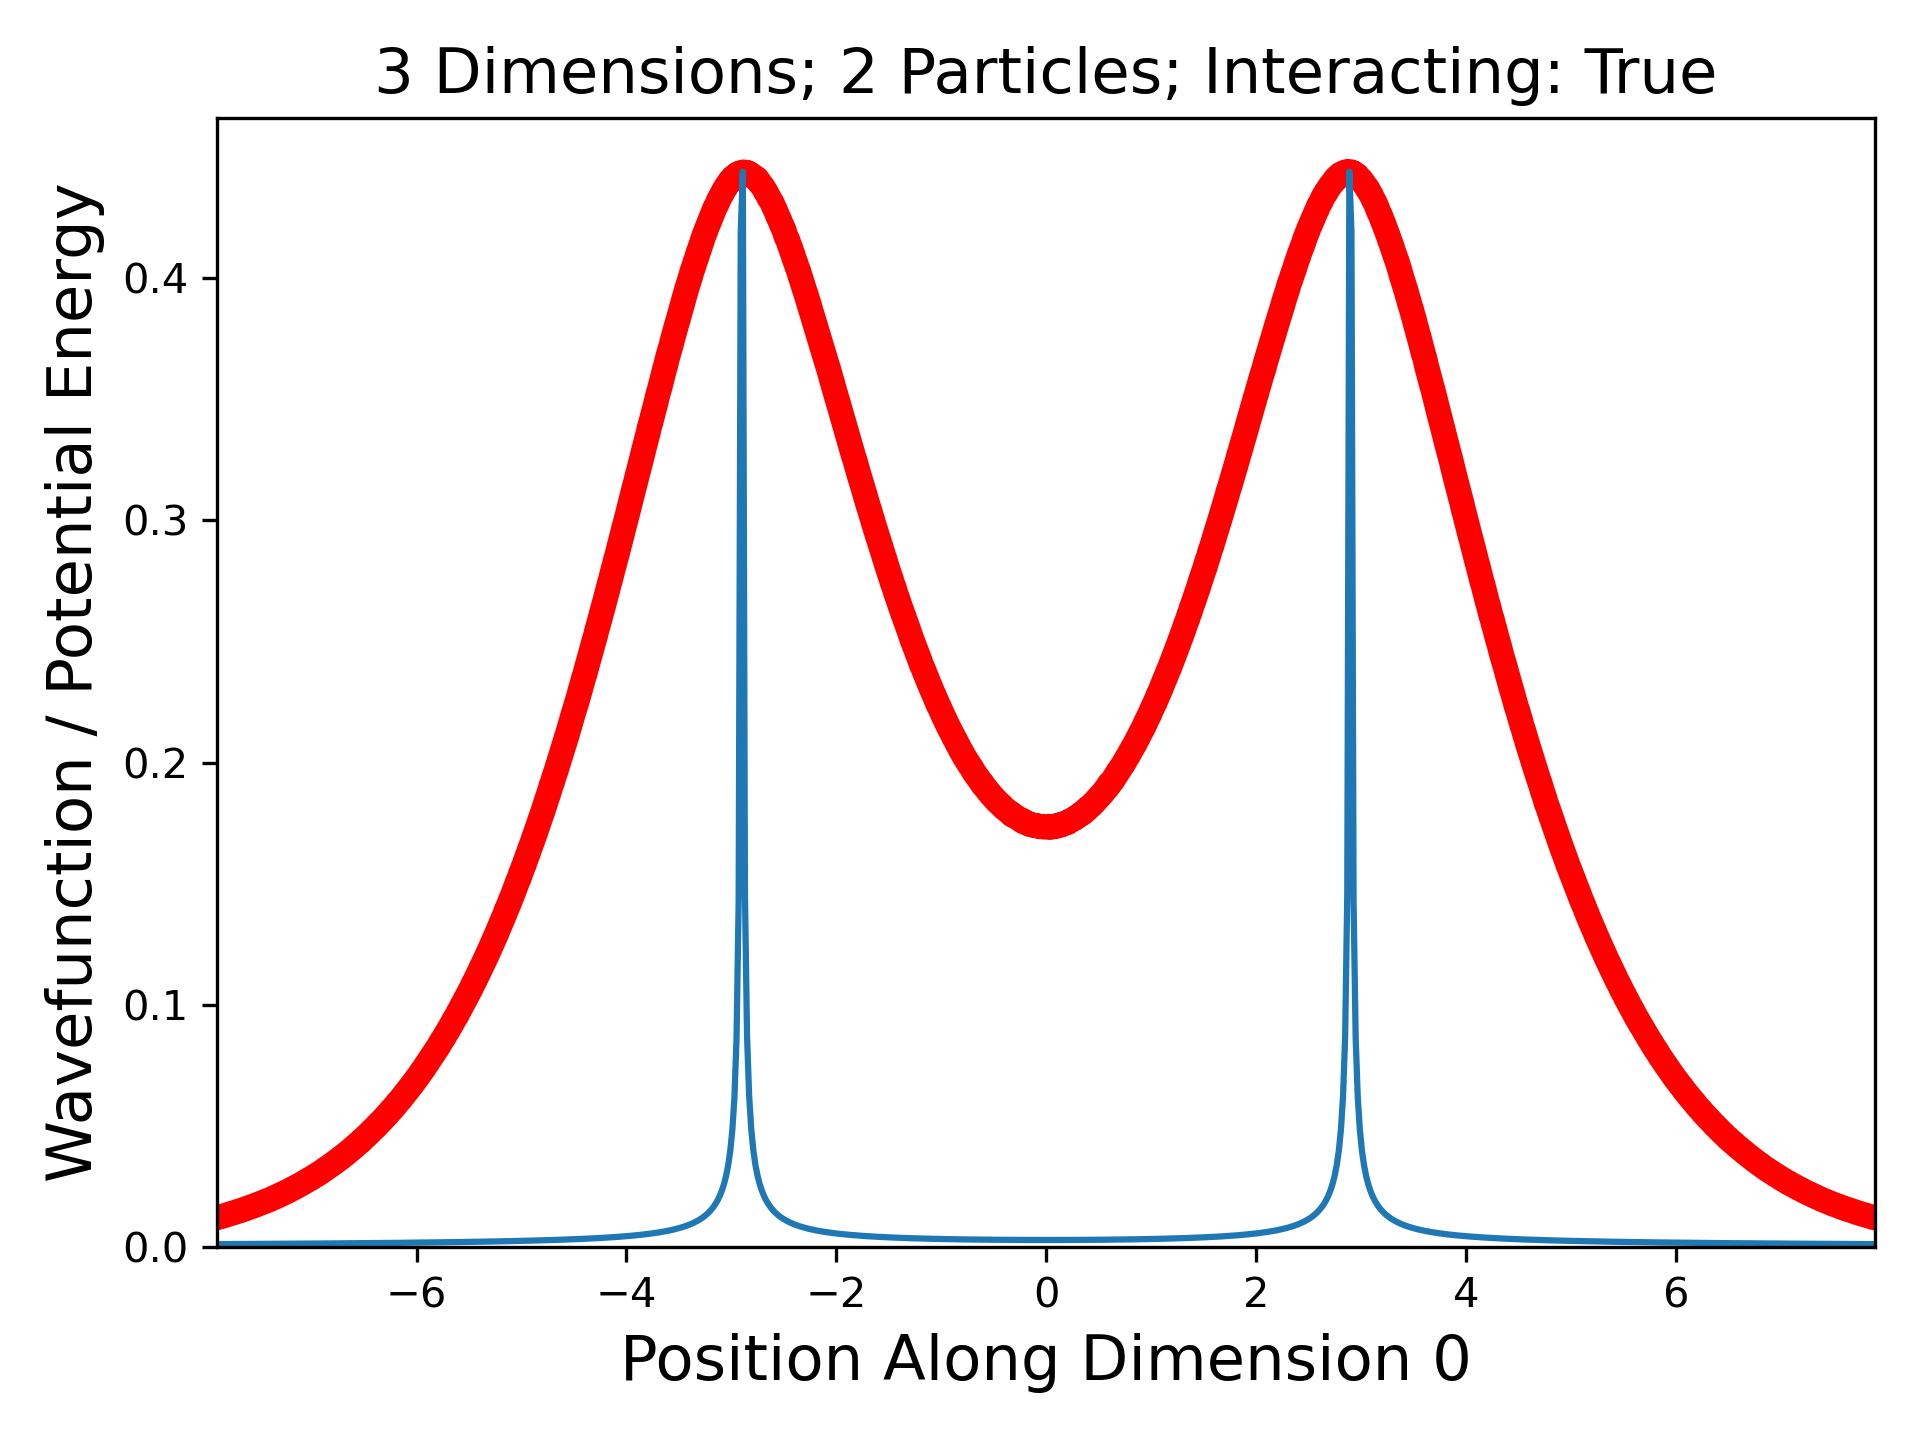 3 Dimensions; 2 Particles; Interacting: True
Wavefunction / Potential Energy
0.4
0.3
0.2
0.1
0.0
−6 −4 −2 0 2 4 6
Position Along Dimension 0